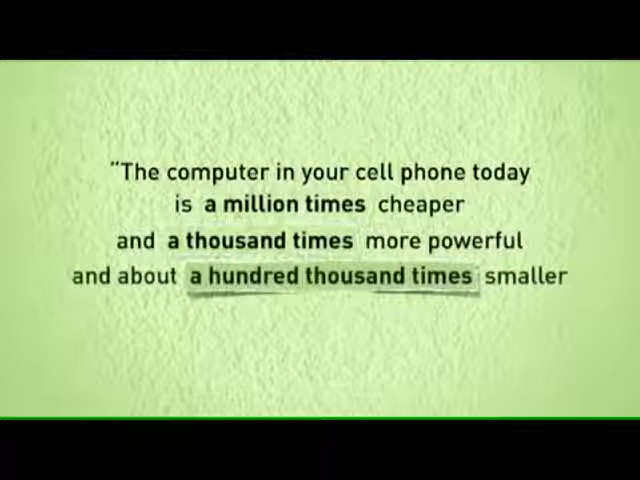 "The computer in your cell phone today
is a million times cheaper
and a thousand times more powerful
and about a hundred thousand times smaller